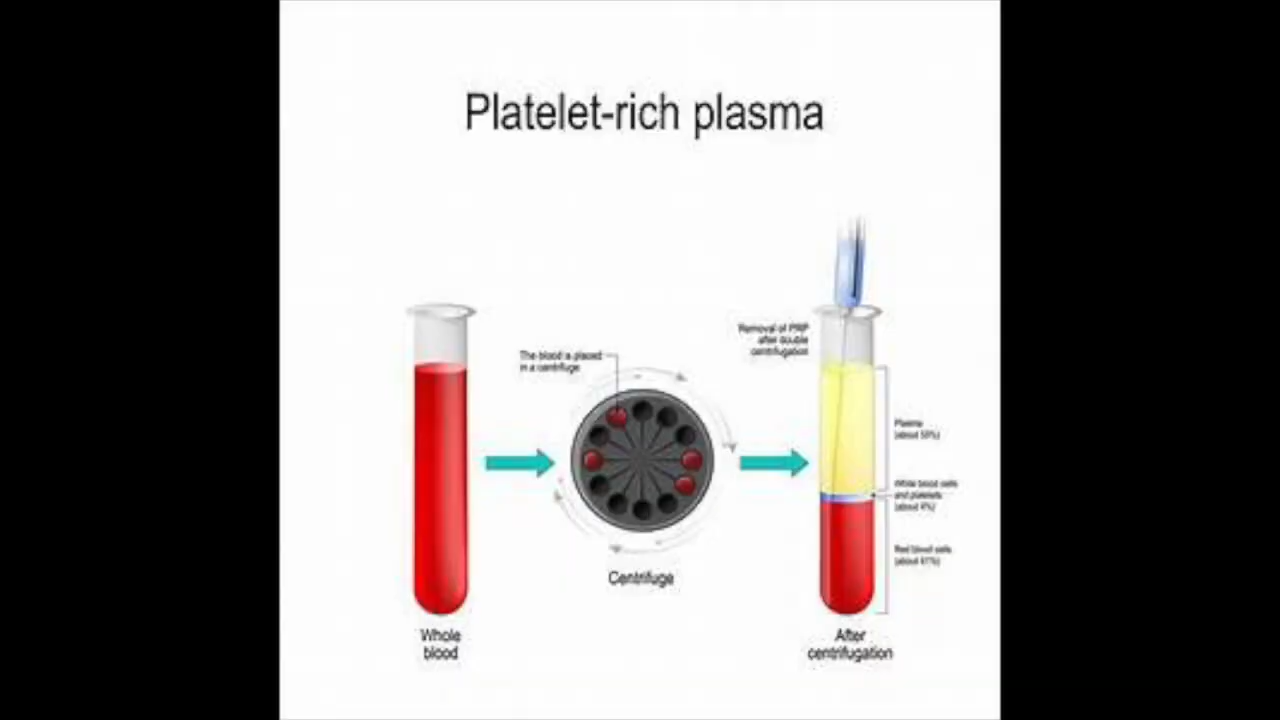 Platelet-rich plasma
Removal of PRP
after double
centrifugation
The blood is placed
in a centrifuge
Plasma
(about 55%)
White blood cells
and platelets
(about 4%)
Red blood cells
(about 41%)
Centrifuge
Whole
blood
After
centrifugation